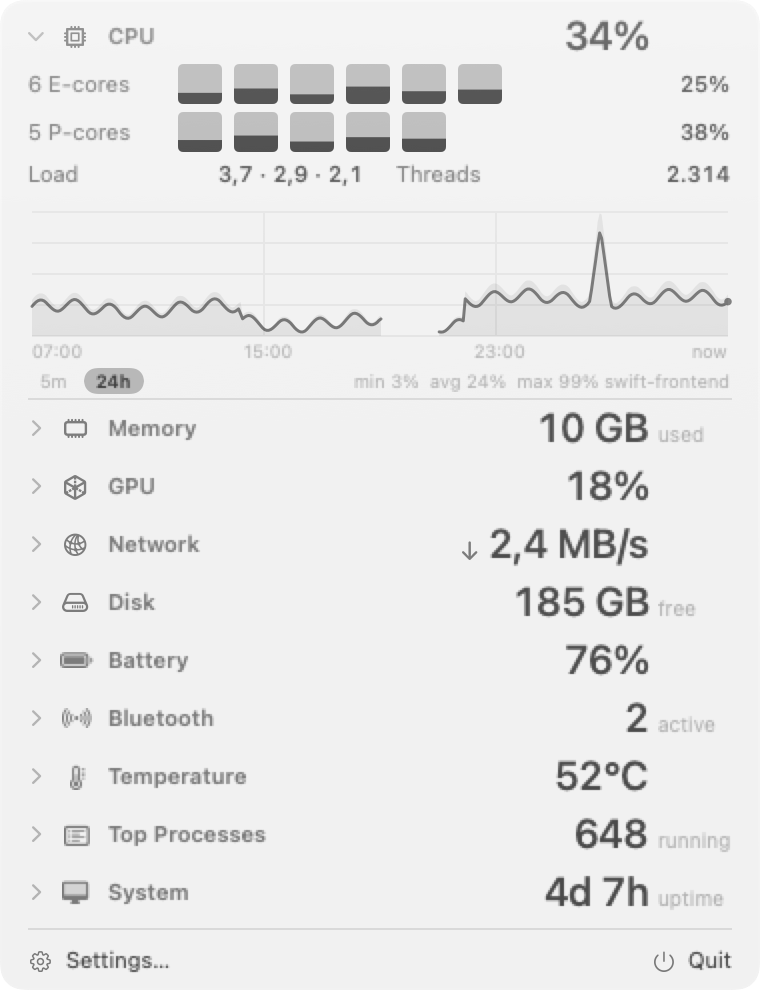 CPU 34%
6 E-cores 25%
5 P-cores 38%
Load 3,7 · 2,9 · 2,1 Threads 2.314
07:00 15:00 23:00 now
5m 24h min 3% avg 24% max 99% swift-frontend
Memory 10 GB used
GPU 18%
Network ↓ 2,4 MB/s
Disk 185 GB free
Battery 76%
Bluetooth 2 active
Temperature 52°C
Top Processes 648 running
System 4d 7h uptime
Settings... Quit